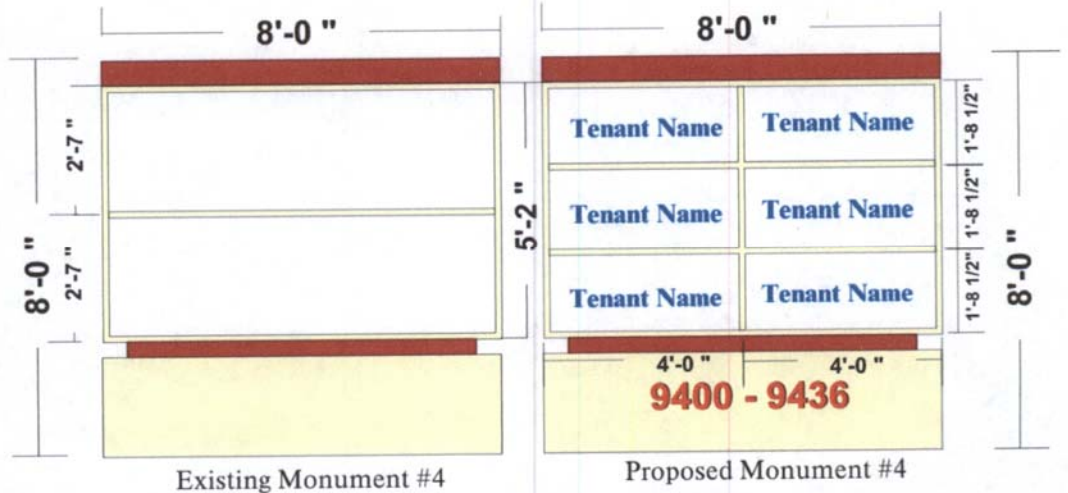 8'-0 "
8'-0 "
2'-7 "
2'-7 "
8'-0 "
5'-2 "
Tenant Name Tenant Name
Tenant Name Tenant Name
Tenant Name Tenant Name
1'-8 1/2"
1'-8 1/2"
1'-8 1/2"
8'-0 "
4'-0 " 4'-0 "
9400 - 9436
Existing Monument #4
Proposed Monument #4